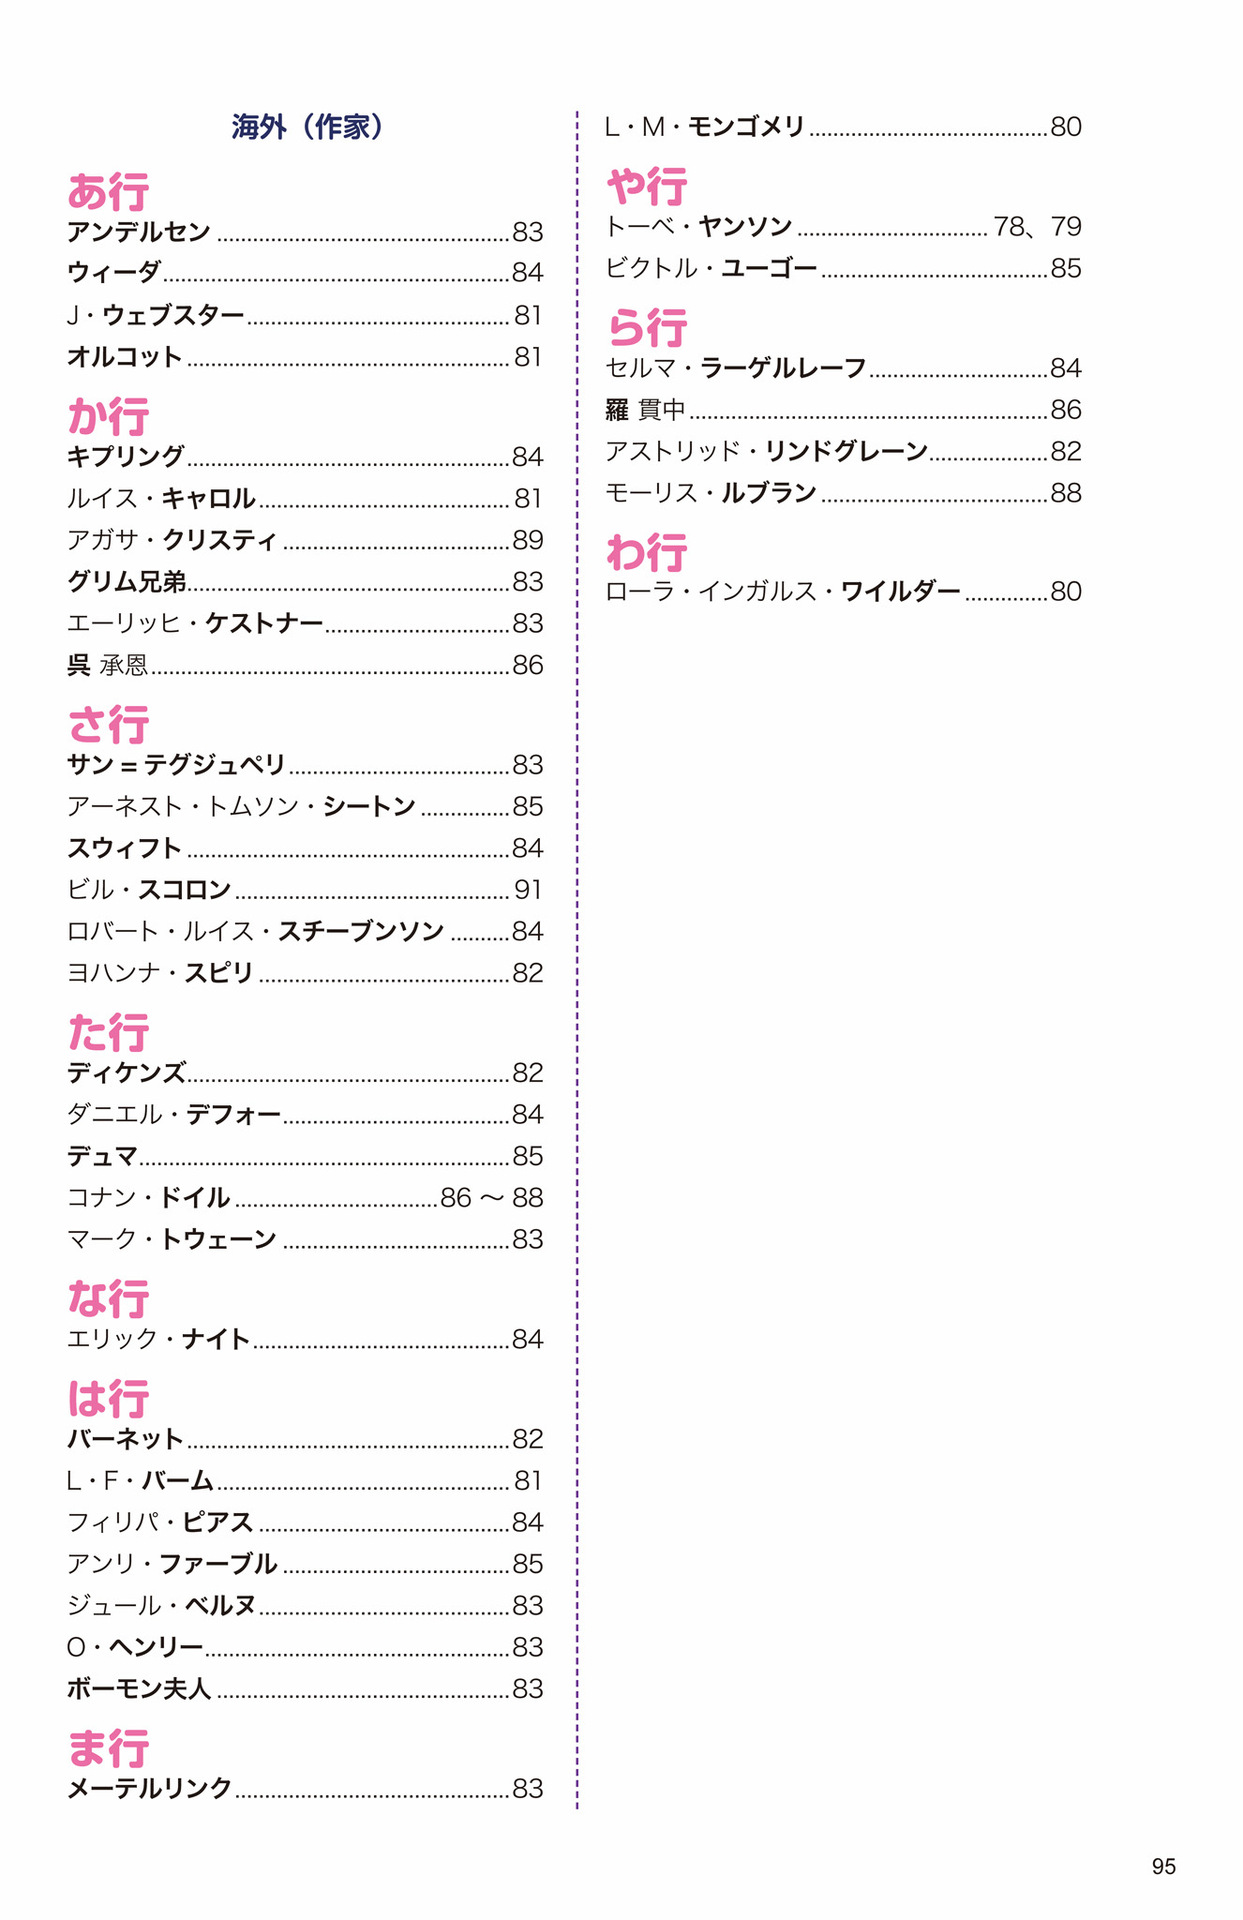 海外（作家）
あ行
アンデルセン ................................................. 83
ウィーダ .......................................................... 84
J・ウェブスター ............................................ 81
オルコット ...................................................... 81
か行
キプリング ...................................................... 84
ルイス・キャロル .......................................... 81
アガサ・クリスティ ...................................... 89
グリム兄弟 ...................................................... 83
エーリッヒ・ケストナー ............................... 83
呉 承恩 ............................................................ 86
さ行
サン＝テグジュペリ ..................................... 83
アーネスト・トムソン・シートン ............... 85
スウィフト ...................................................... 84
ビル・スコロン .............................................. 91
ロバート・ルイス・スチーブンソン .......... 84
ヨハンナ・スピリ .......................................... 82
た行
ディケンズ ...................................................... 82
ダニエル・デフォー ...................................... 84
デュマ .............................................................. 85
コナン・ドイル .................................. 86 ～ 88
マーク・トウェーン ...................................... 83
な行
エリック・ナイト ........................................... 84
は行
バーネット ...................................................... 82
L・F・バーム ................................................. 81
フィリパ・ピアス .......................................... 84
アンリ・ファーブル ...................................... 85
ジュール・ベルヌ .......................................... 83
O・ヘンリー ................................................... 83
ボーモン夫人 ................................................. 83
ま行
メーテルリンク .............................................. 83
L・M・モンゴメリ ........................................ 80
や行
トーベ・ヤンソン ................................ 78、79
ビクトル・ユーゴー ...................................... 85
ら行
セルマ・ラーゲルレーフ .............................. 84
羅 貫中 ............................................................ 86
アストリッド・リンドグレーン .................... 82
モーリス・ルブラン ...................................... 88
わ行
ローラ・インガルス・ワイルダー .............. 80
95